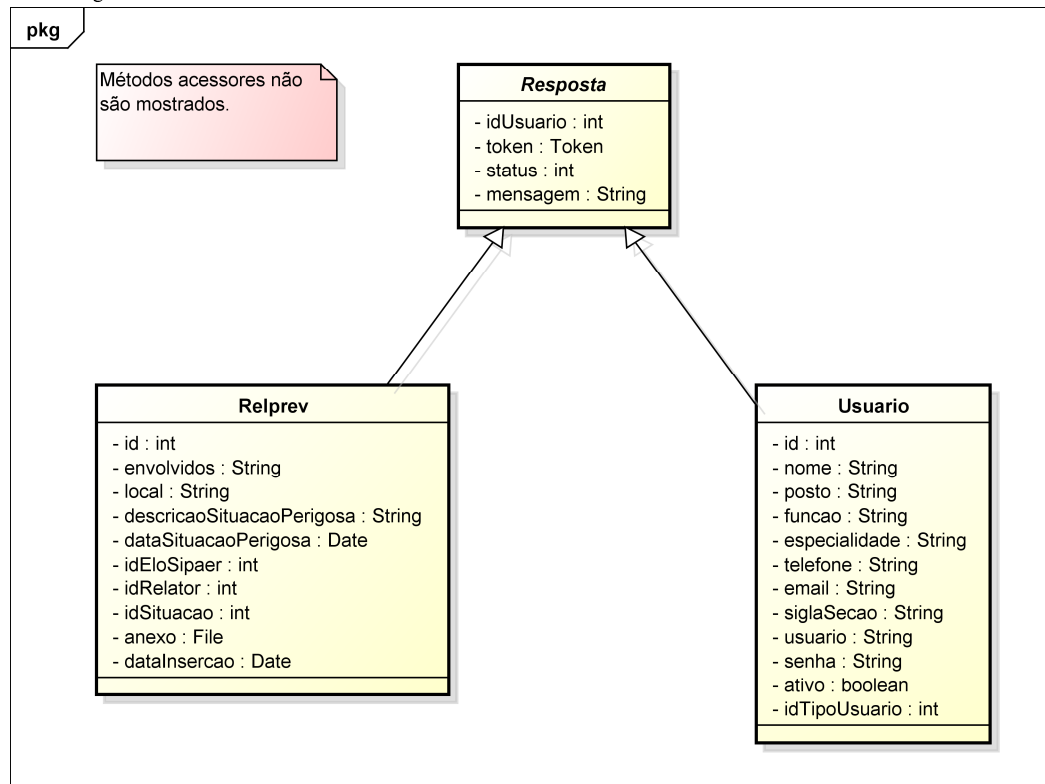 pkg
Métodos acessores não
são mostrados.
Resposta
- idUsuario : int
- token : Token
- status : int
- mensagem : String
Relprev
- id : int
- envolvidos : String
- local : String
- descricaoSituacaoPerigosa : String
- dataSituacaoPerigosa : Date
- idEloSipaer : int
- idRelator : int
- idSituacao : int
- anexo : File
- dataInsercao : Date
Usuario
- id : int
- nome : String
- posto : String
- funcao : String
- especialidade : String
- telefone : String
- email : String
- siglaSecao : String
- usuario : String
- senha : String
- ativo : boolean
- idTipoUsuario : int